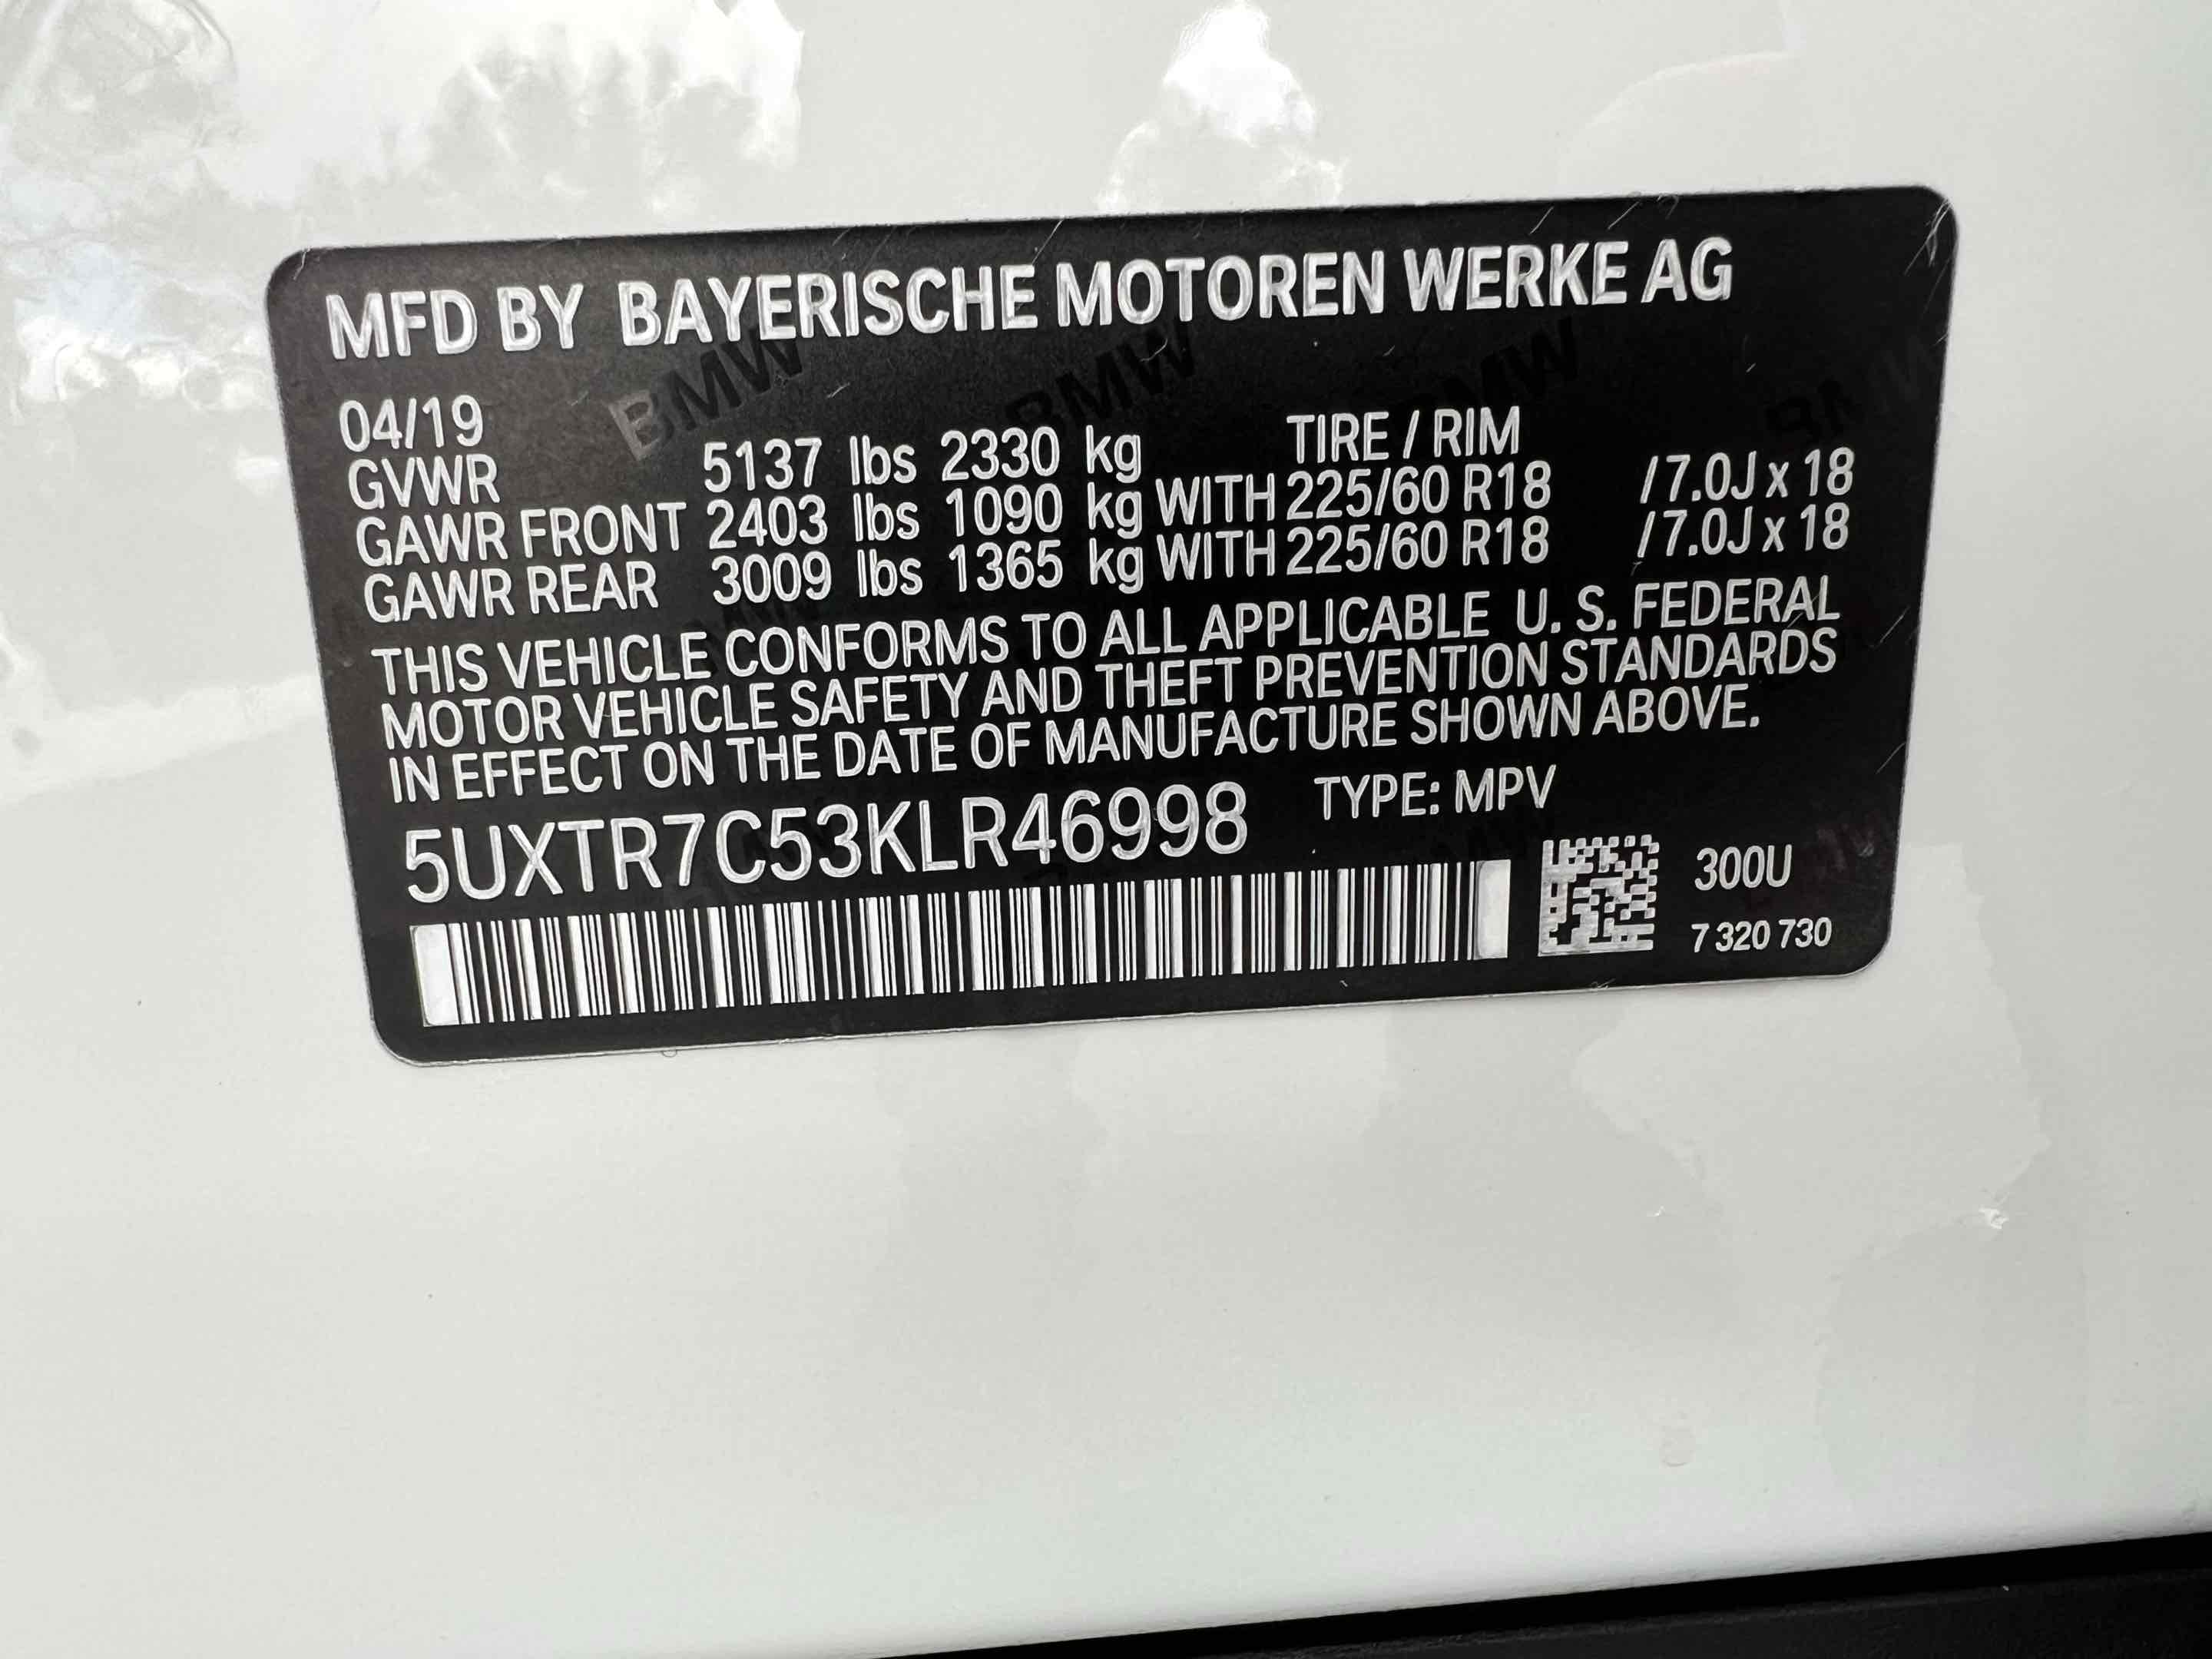 MFD BY BAYERISCHE MOTOREN WERKE AG
04/19 TIRE / RIM
GVWR 5137 lbs 2330 kg
GAWR FRONT 2403 lbs 1090 kg WITH 225/60 R18 /7.0J x 18
GAWR REAR 3009 lbs 1365 kg WITH 225/60 R18 /7.0J x 18
THIS VEHICLE CONFORMS TO ALL APPLICABLE U. S. FEDERAL
MOTOR VEHICLE SAFETY AND THEFT PREVENTION STANDARDS
IN EFFECT ON THE DATE OF MANUFACTURE SHOWN ABOVE.
5UXTR7C53KLR46998 TYPE: MPV
300U
7 320 730
BMW BMW